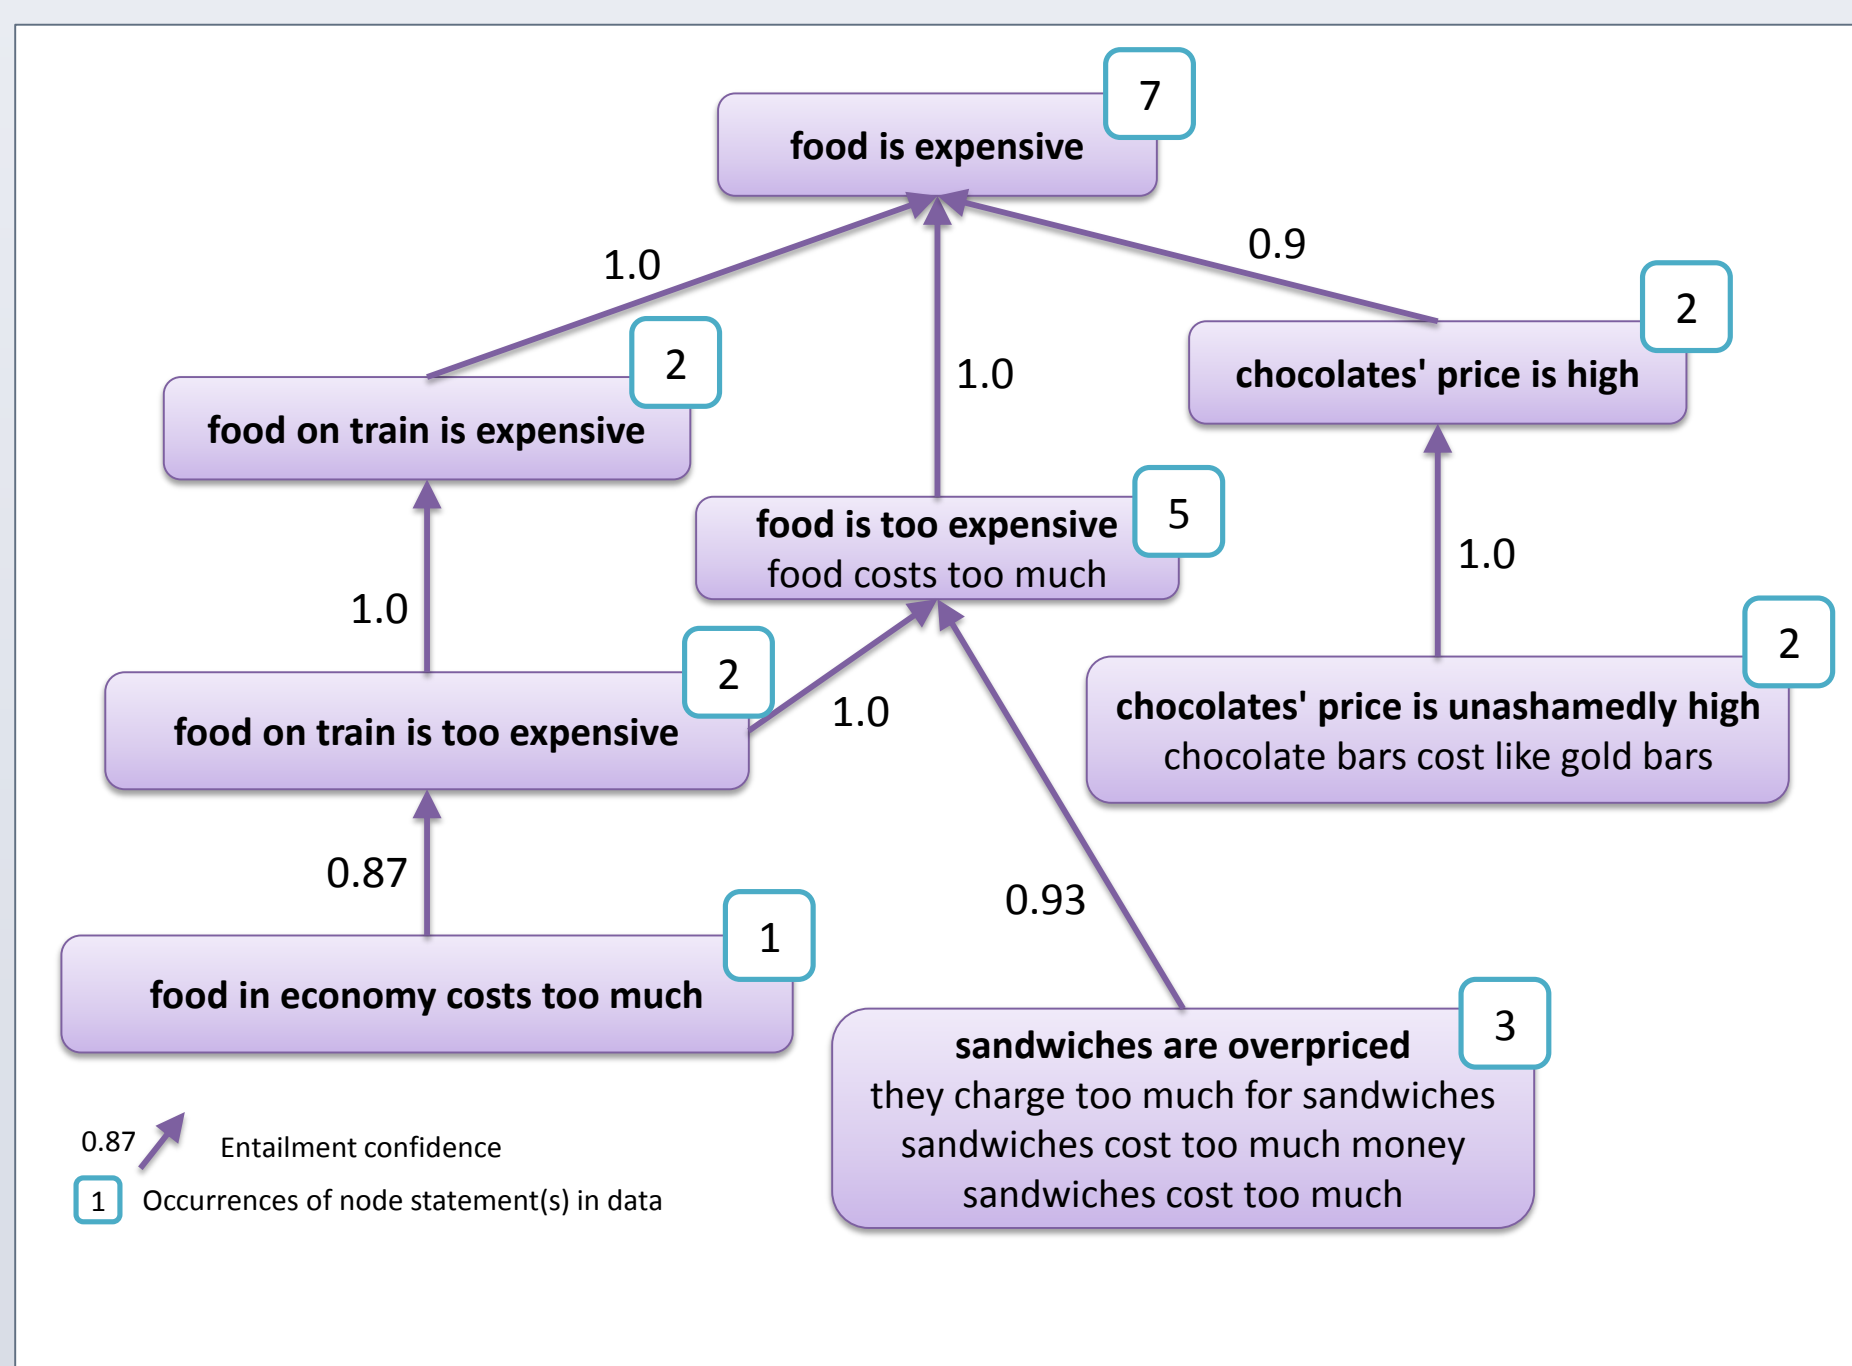 7
food is expensive
1.0
0.9
2
chocolates' price is high
2
food on train is expensive
1.0
5
food is too expensive
food costs too much
1.0
1.0
2
food on train is too expensive
1.0
2
chocolates' price is unashamedly high
chocolate bars cost like gold bars
0.87
0.93
1
food in economy costs too much
3
sandwiches are overpriced
they charge too much for sandwiches
sandwiches cost too much money
sandwiches cost too much
0.87 Entailment confidence
1 Occurrences of node statement(s) in data